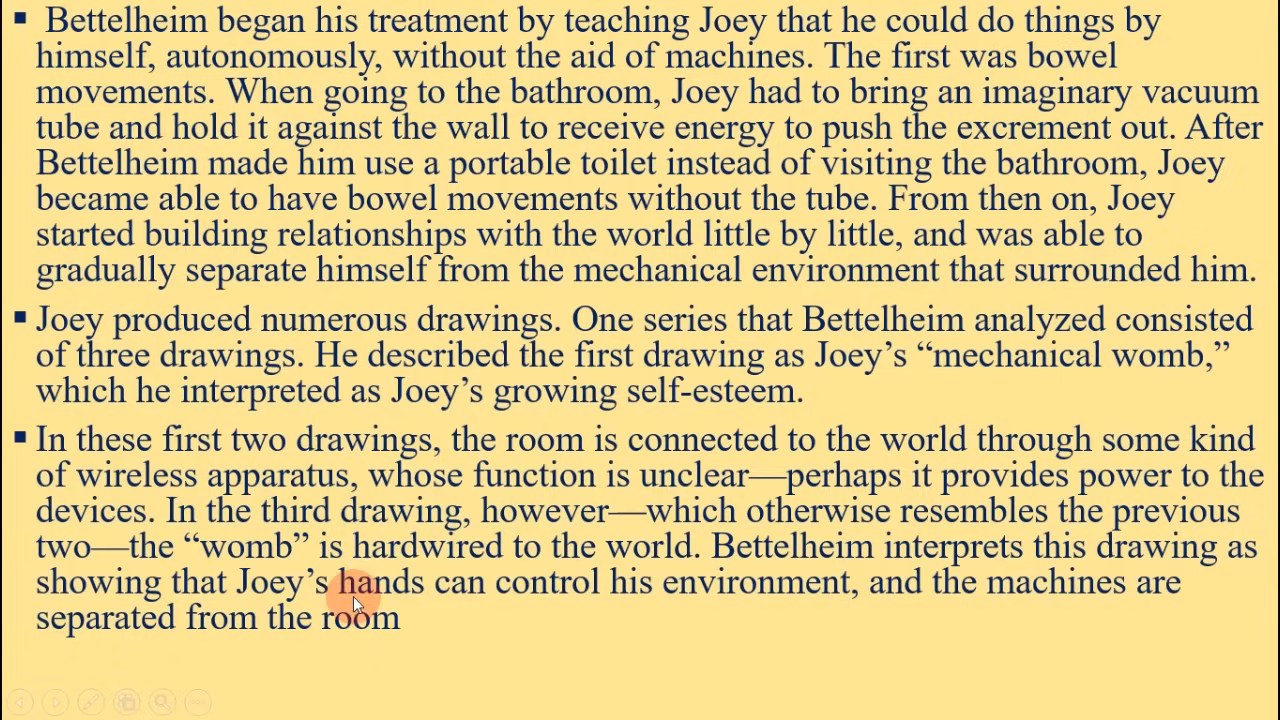 ▪ Bettelheim began his treatment by teaching Joey that he could do things by
himself, autonomously, without the aid of machines. The first was bowel
movements. When going to the bathroom, Joey had to bring an imaginary vacuum
tube and hold it against the wall to receive energy to push the excrement out. After
Bettelheim made him use a portable toilet instead of visiting the bathroom, Joey
became able to have bowel movements without the tube. From then on, Joey
started building relationships with the world little by little, and was able to
gradually separate himself from the mechanical environment that surrounded him.
▪ Joey produced numerous drawings. One series that Bettelheim analyzed consisted
of three drawings. He described the first drawing as Joey’s “mechanical womb,”
which he interpreted as Joey’s growing self-esteem.
▪ In these first two drawings, the room is connected to the world through some kind
of wireless apparatus, whose function is unclear—perhaps it provides power to the
devices. In the third drawing, however—which otherwise resembles the previous
two—the “womb” is hardwired to the world. Bettelheim interprets this drawing as
showing that Joey’s hands can control his environment, and the machines are
separated from the room